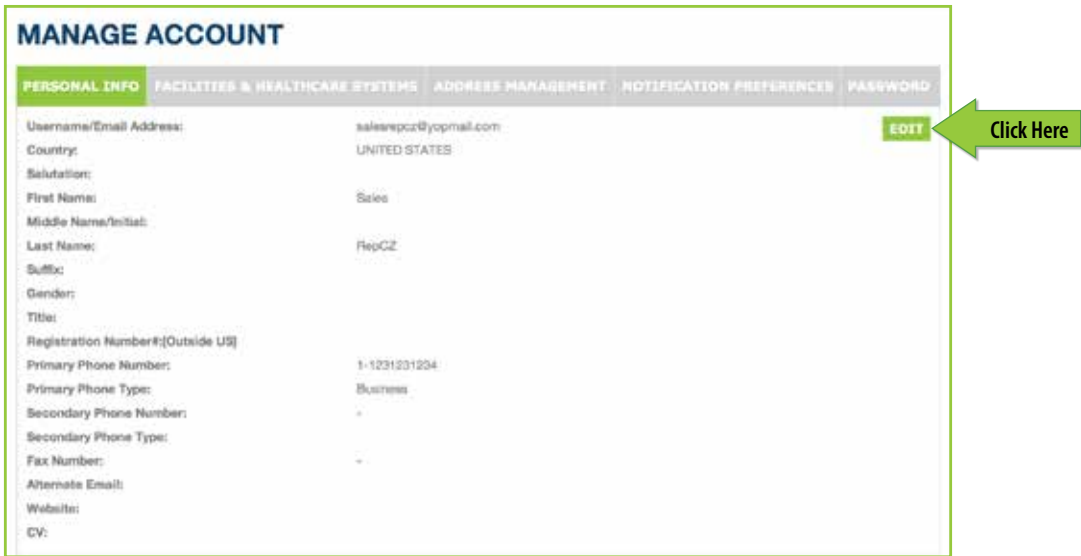 MANAGE ACCOUNT
PERSONAL INFO FACILITIES & HEALTHCARE SYSTEMS ADDRESS MANAGEMENT NOTIFICATION PREFERENCES PASSWORD
Username/Email Address: salesrepcz@yopmail.com EDIT Click Here
Country: UNITED STATES
Salutation:
First Name: Sales
Middle Name/Initial:
Last Name: RepCZ
Suffix:
Gender:
Title:
Registration Number#:[Outside US]
Primary Phone Number: 1-1231231234
Primary Phone Type: Business
Secondary Phone Number: -
Secondary Phone Type:
Fax Number: -
Alternate Email:
Website:
CV: